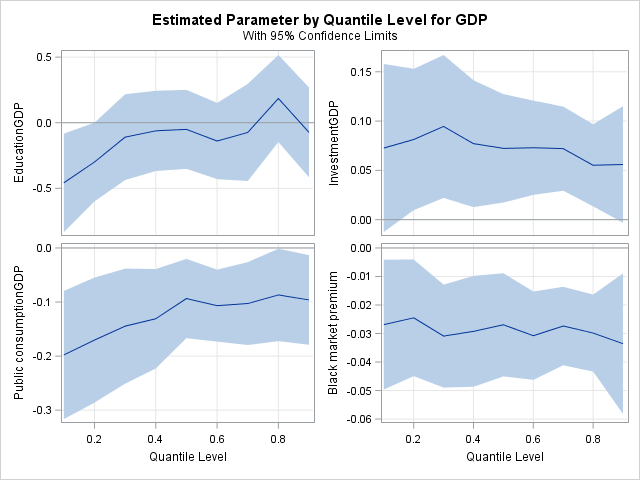 Estimated Parameter by Quantile Level for GDP
With 95% Confidence Limits
EducationGDP
0.5
0.0
-0.5
InvestmentGDP
0.15
0.10
0.05
0.00
Public consumptionGDP
0.0
-0.1
-0.2
-0.3
Black market premium
0.00
-0.01
-0.02
-0.03
-0.04
-0.05
-0.06
0.2 0.4 0.6 0.8
Quantile Level
0.2 0.4 0.6 0.8
Quantile Level